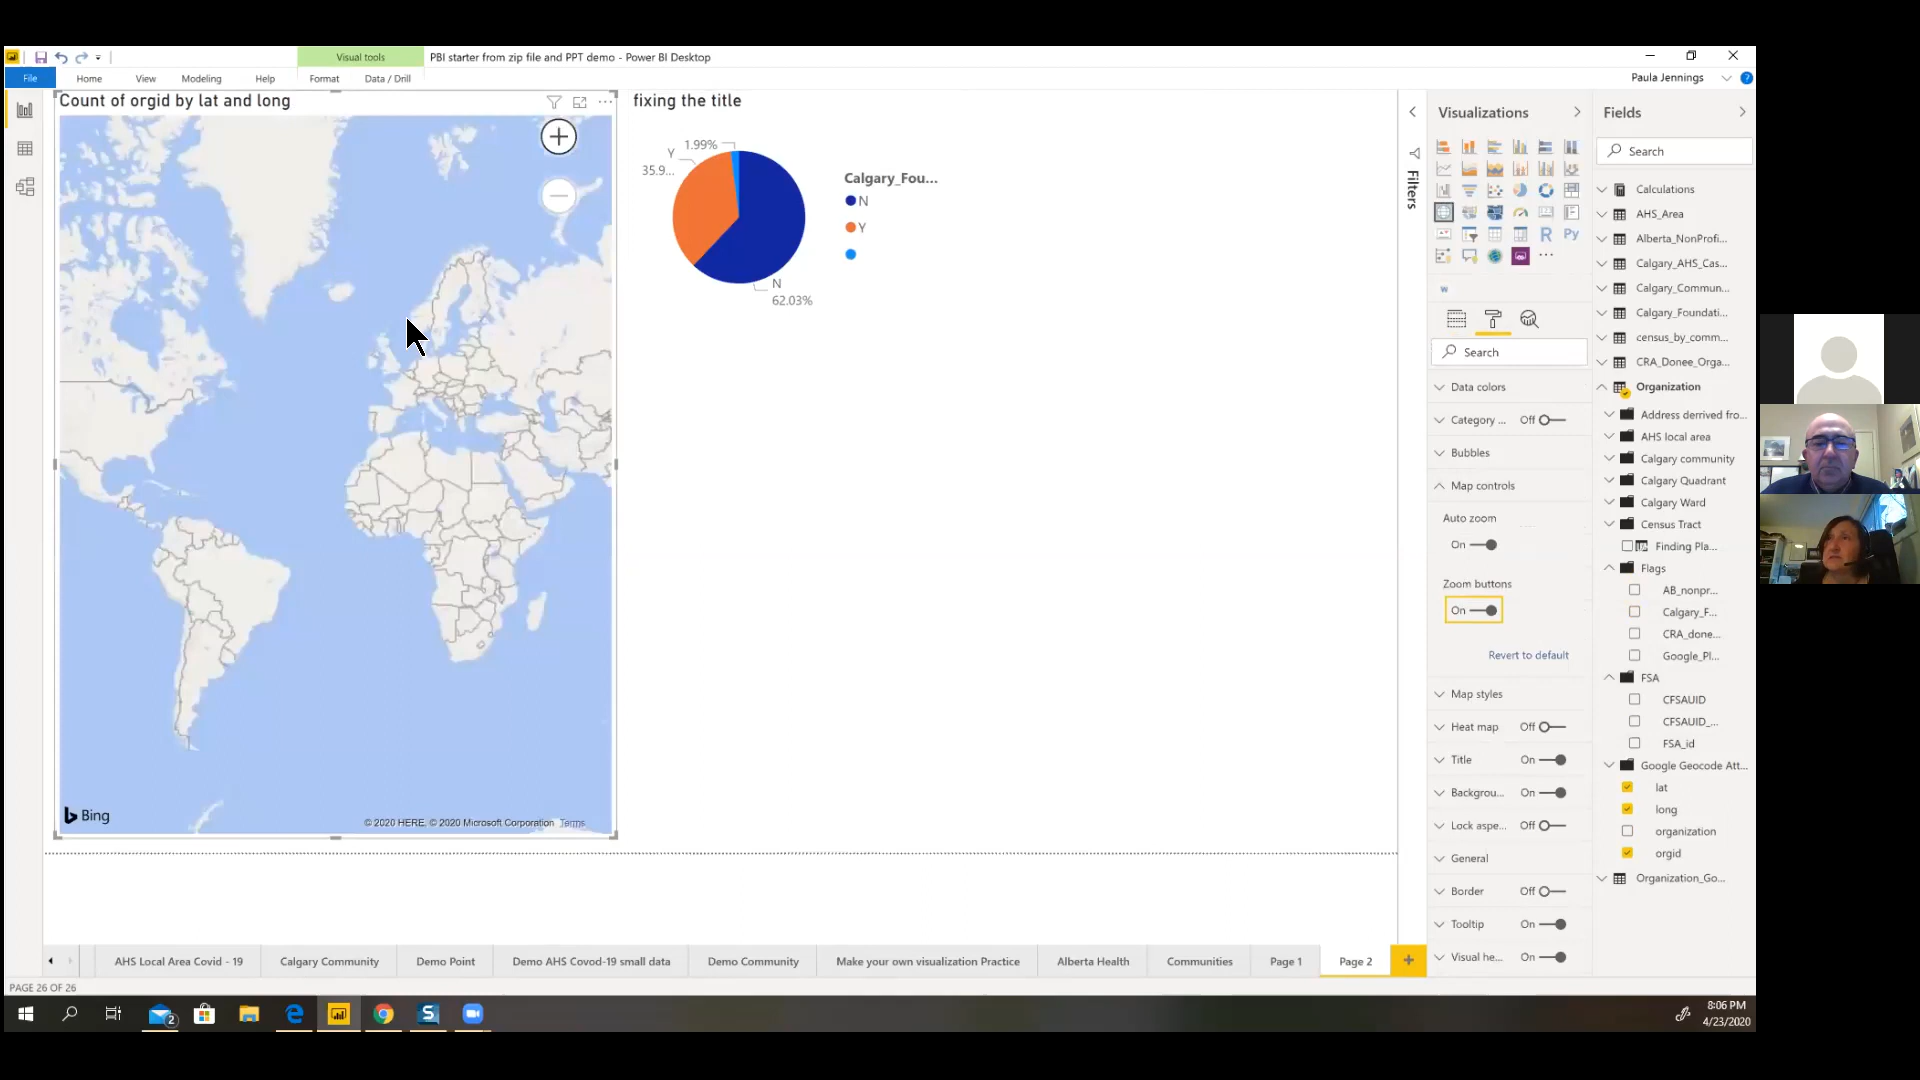 Visual tools
PBI starter from zip file and PPT demo - Power BI Desktop
File
Home
View
Modeling
Help
Format
Data / Drill
Paula Jennings
?
Count of orgid by lat and long
Bing
© 2020 HERE, © 2020 Microsoft Corporation Terms
fixing the title
1.99%
Y
35.9...
N
62.03%
Calgary_Fou...
N
Y
Filters
Visualizations
R
Py
Search
Data colors
Category ... Off
Bubbles
Map controls
Auto zoom
On
Zoom buttons
On
Revert to default
Map styles
Heat map Off
Title On
Backgrou... On
Lock aspe... Off
General
Border Off
Tooltip On
Visual he... On
Fields
Search
Calculations
AHS_Area
Alberta_NonProfi...
Calgary_AHS_Cas...
Calgary_Commun...
Calgary_Foundati...
census_by_comm...
CRA_Donee_Orga...
Organization
Address derrived fro...
AHS local area
Calgary community
Calgary Quadrant
Calgary Ward
Census Tract
Finding Pla...
Flags
AB_nonpr...
Calgary_F...
CRA_done...
Google_Pl...
FSA
CFSAUID
CFSAUID_...
FSA_id
Google Geocode Att...
lat
long
organization
orgid
Organization_Go...
AHS Local Area Covid - 19
Calgary Community
Demo Point
Demo AHS Covod-19 small data
Demo Community
Make your own visualization Practice
Alberta Health
Communities
Page 1
Page 2
PAGE 26 OF 26
2
S
8:06 PM
4/23/2020